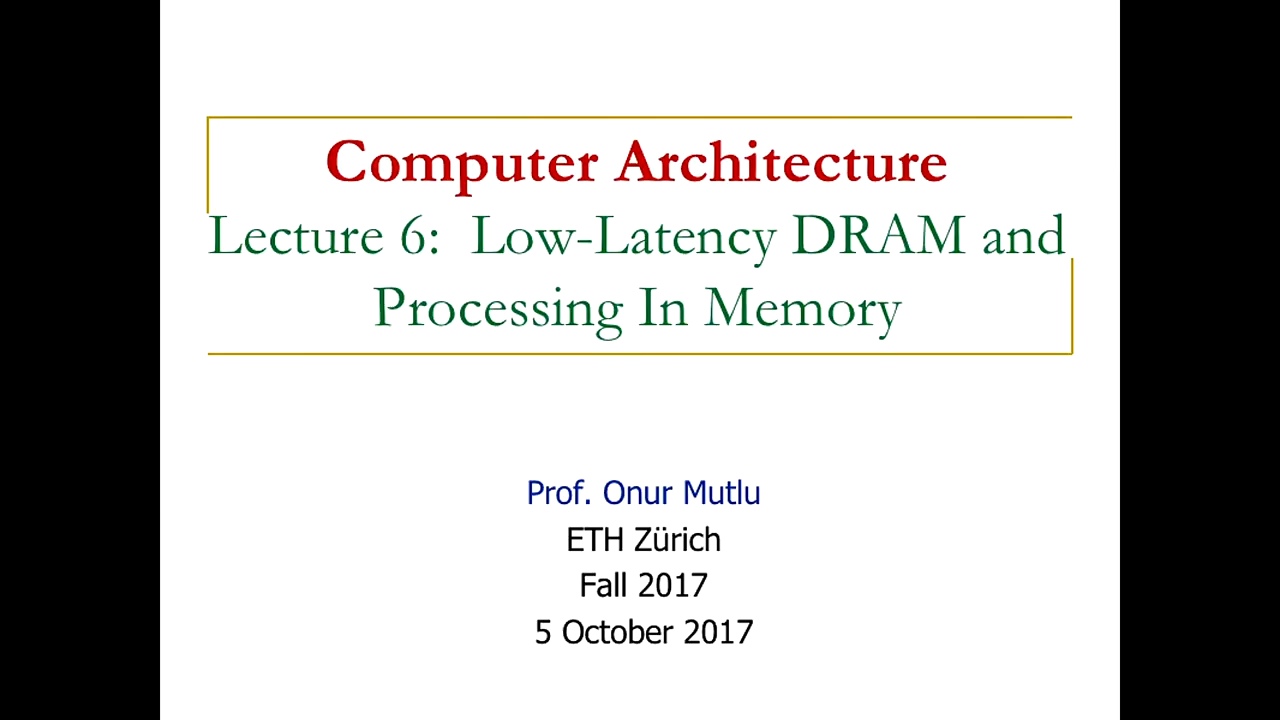 Computer Architecture
Lecture 6: Low-Latency DRAM and
Processing In Memory
Prof. Onur Mutlu
ETH Zürich
Fall 2017
5 October 2017